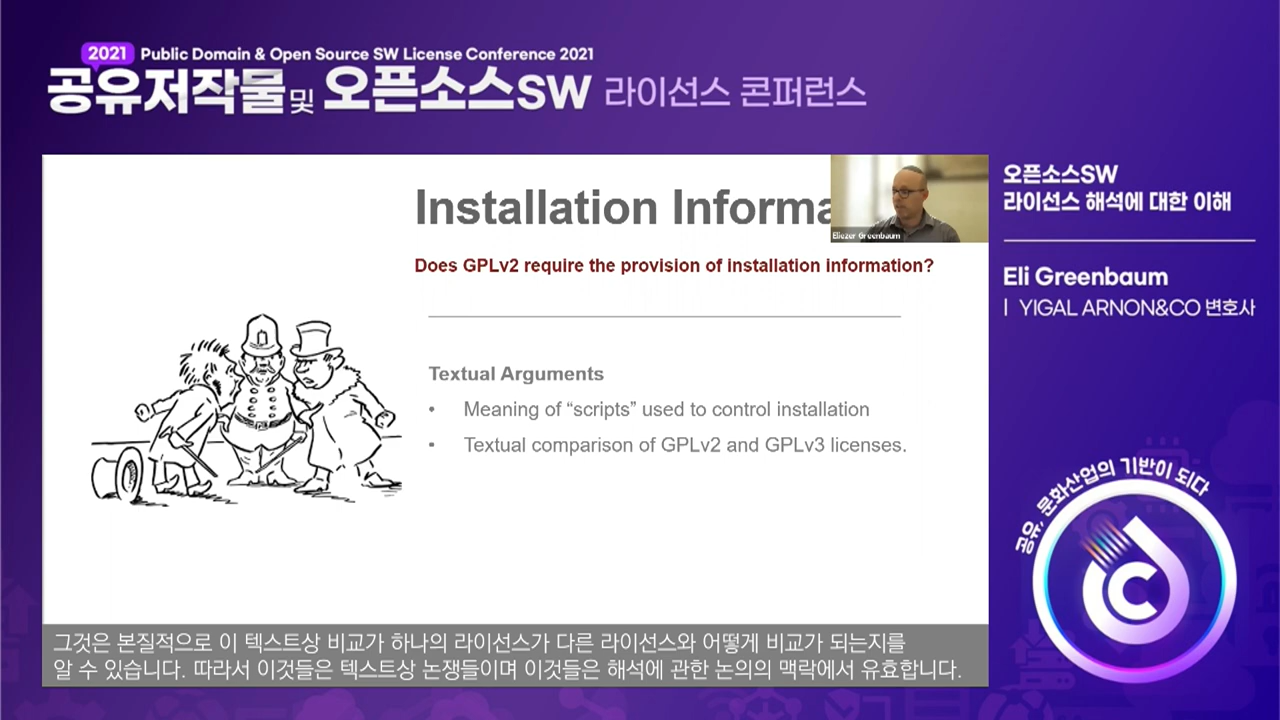 2021 Public Domain & Open Source SW License Conference 2021
공유저작물 및 오픈소스SW 라이선스 콘퍼런스
Installation Informa
Eliezer Greenbaum
Does GPLv2 require the provision of installation information?
Textual Arguments
• Meaning of “scripts” used to control installation
• Textual comparison of GPLv2 and GPLv3 licenses.
그것은 본질적으로 이 텍스트상 비교가 하나의 라이선스가 다른 라이선스와 어떻게 비교가 되는지를
알 수 있습니다. 따라서 이것들은 텍스트상 논쟁들이며 이것들은 해석에 관한 논의의 맥락에서 유효합니다.
오픈소스SW
라이선스 해석에 대한 이해
Eli Greenbaum
| YIGAL ARNON&CO 변호사
공유, 문화산업의 기반이 되다